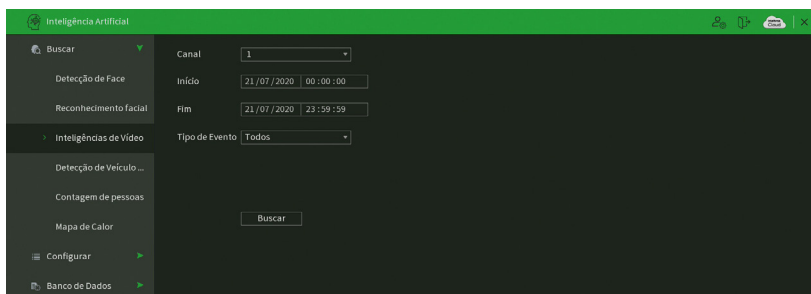 Inteligência Artificial
Buscar
Detecção de Face
Reconhecimento facial
Inteligências de Vídeo
Detecção de Veículo ...
Contagem de pessoas
Mapa de Calor
Configurar
Banco de Dados
Canal 1
Início 21/07/2020 00:00:00
Fim 21/07/2020 23:59:59
Tipo de Evento Todos
Buscar